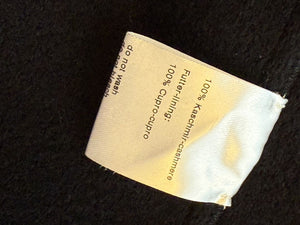 100% Kaschmir-cashmere
Futter-lining:
100% Cupro-cupro
do not wash